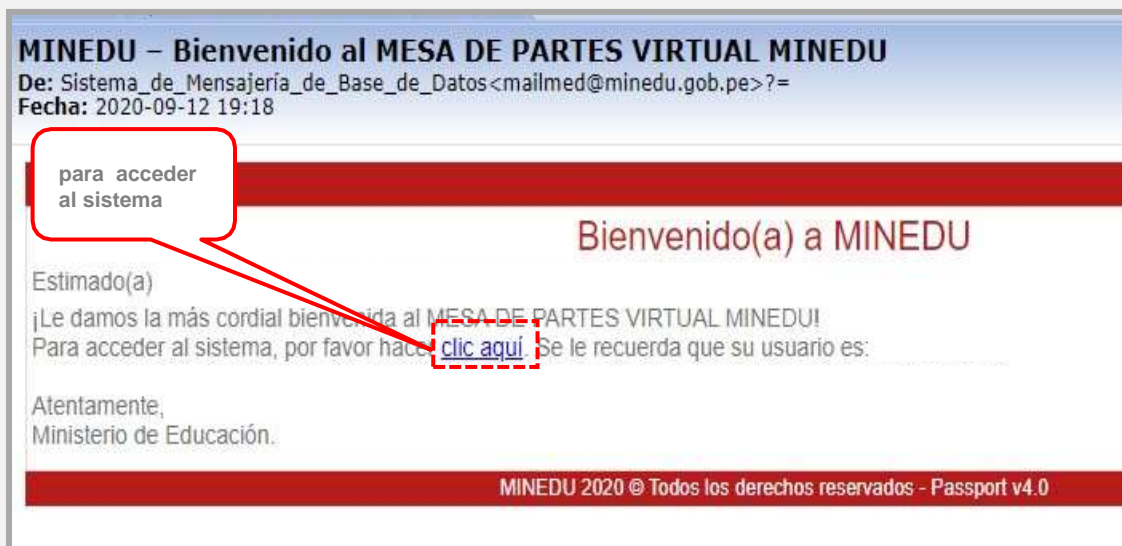 MINEDU – Bienvenido al MESA DE PARTES VIRTUAL MINEDU
De: Sistema_de_Mensajería_de_Base_de_Datos<mailmed@minedu.gob.pe>?=
Fecha: 2020-09-12 19:18
para acceder
al sistema
Bienvenido(a) a MINEDU
Estimado(a)
¡Le damos la más cordial bienvenida al MESA DE PARTES VIRTUAL MINEDU!
Para acceder al sistema, por favor hacer clic aquí. Se le recuerda que su usuario es:
Atentamente,
Ministerio de Educación.
MINEDU 2020 © Todos los derechos reservados - Passport v4.0